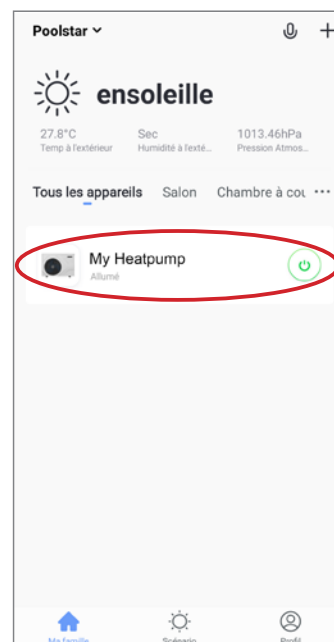 Poolstar
ensoleille
27.8°C Sec 1013.46hPa
Temp à l'extérieur Humidité à l'exté... Pression Atmos...
Tous les appareils Salon Chambre à cou ...
My Heatpump
Allumé
Ma famille Scénario Profil